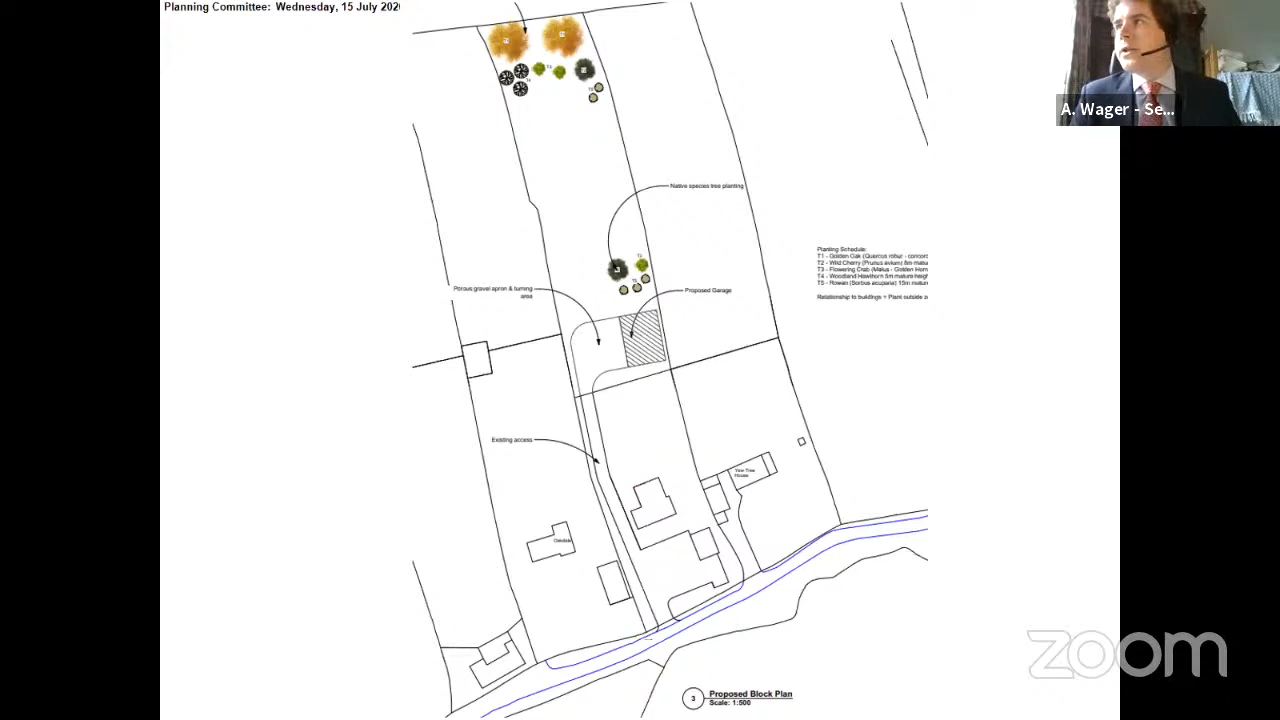 Planning Committee: Wednesday, 15 July 202
A. Wager - Se...
Native species tree planting
Planting Schedule:
T1 - Golden Oak (Quercus robur - concord
T2 - Wild Cherry (Prunus avium) 8m matu
T3 - Flowering Crab (Malus - Golden Horn
T4 - Woodland Hawthorn 5m mature heigh
T5 - Rowan (Sorbus acuparia) 15m mature
Relationship to buildings = Plant outside
Porous gravel apron & turning
area
Proposed Garage
Existing access
Yew Tree
House
Oakdale
zoom
3
Proposed Block Plan
Scale: 1:500